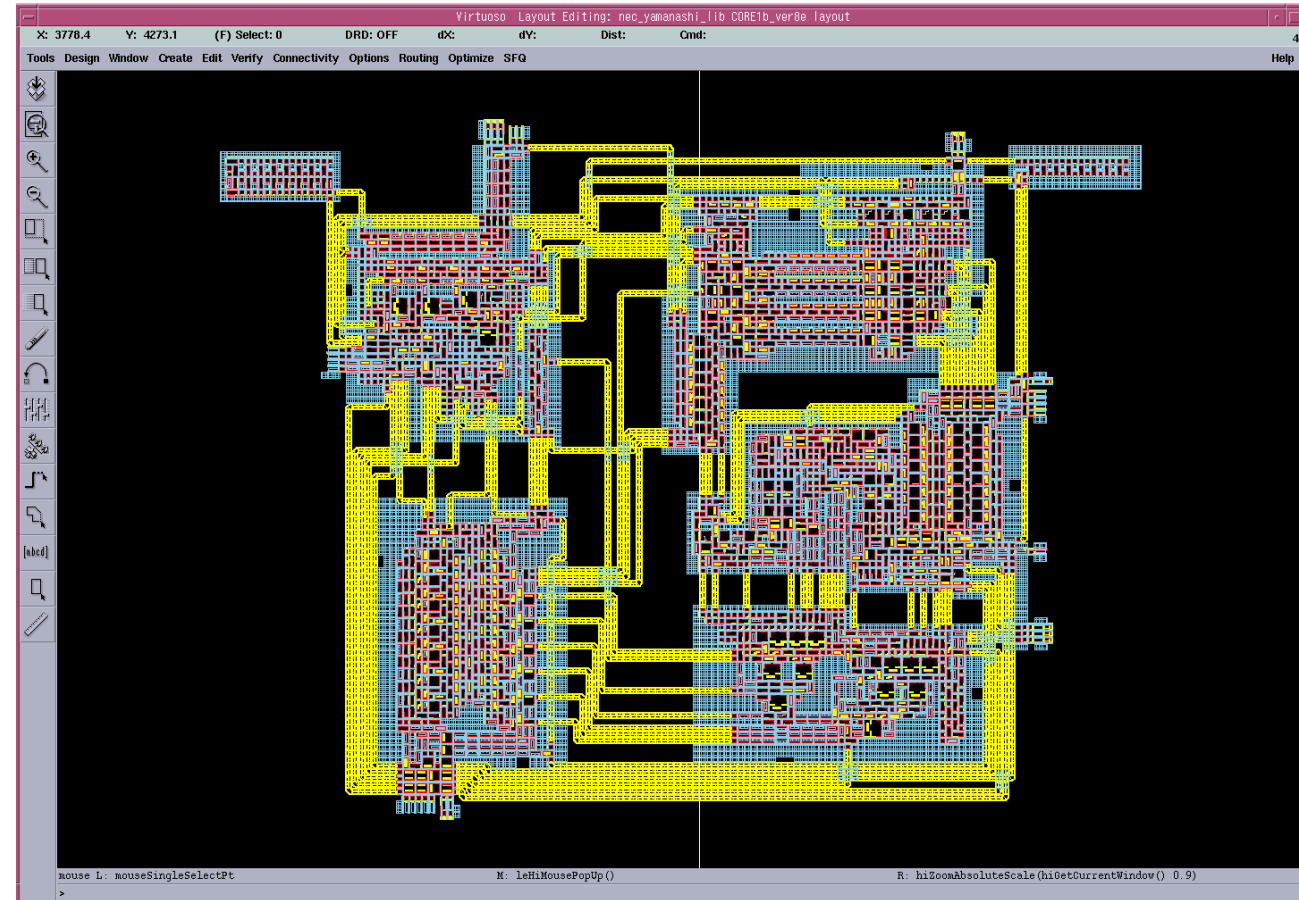 Virtuoso Layout Editing: nec_yamanashi_lib CORE1b_ver8e layout
X: 3778.4 Y: 4273.1 (F) Select: 0 DRD: OFF dX: dY: Dist: Cmd: 4
Tools Design Window Create Edit Verify Connectivity Options Routing Optimize SFQ Help
[abcd]
mouse L: mouseSingleSelectPt M: leHiMousePopUp() R: hiZoomAbsoluteScale(hiGetCurrentWindow() 0.9)
>